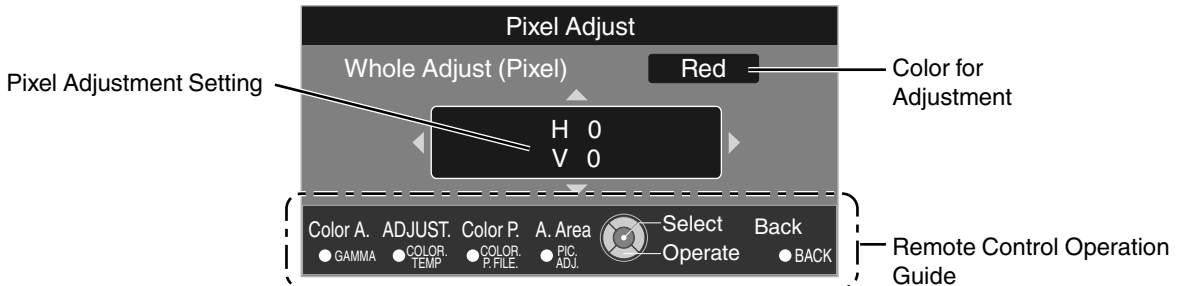 Pixel Adjust
Whole Adjust (Pixel) Red
Pixel Adjustment Setting
Color for
Adjustment
H 0
V 0
Color A. ADJUST. Color P. A. Area Select Back
GAMMA COLOR. TEMP COLOR. P. FILE. PIC. ADJ. Operate BACK
Remote Control Operation
Guide